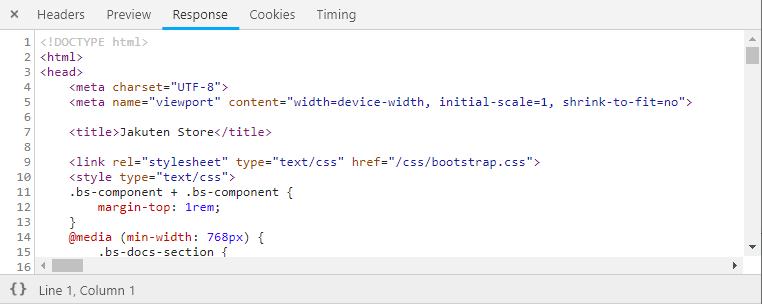 × Headers Preview Response Cookies Timing
1 <!DOCTYPE html>
2 <html>
3 <head>
4     <meta charset="UTF-8">
5     <meta name="viewport" content="width=device-width, initial-scale=1, shrink-to-fit=no">
6
7     <title>Jakuten Store</title>
8
9     <link rel="stylesheet" type="text/css" href="/css/bootstrap.css">
10     <style type="text/css">
11     .bs-component + .bs-component {
12         margin-top: 1rem;
13     }
14     @media (min-width: 768px) {
15         .bs-docs-section {
16
{} Line 1, Column 1